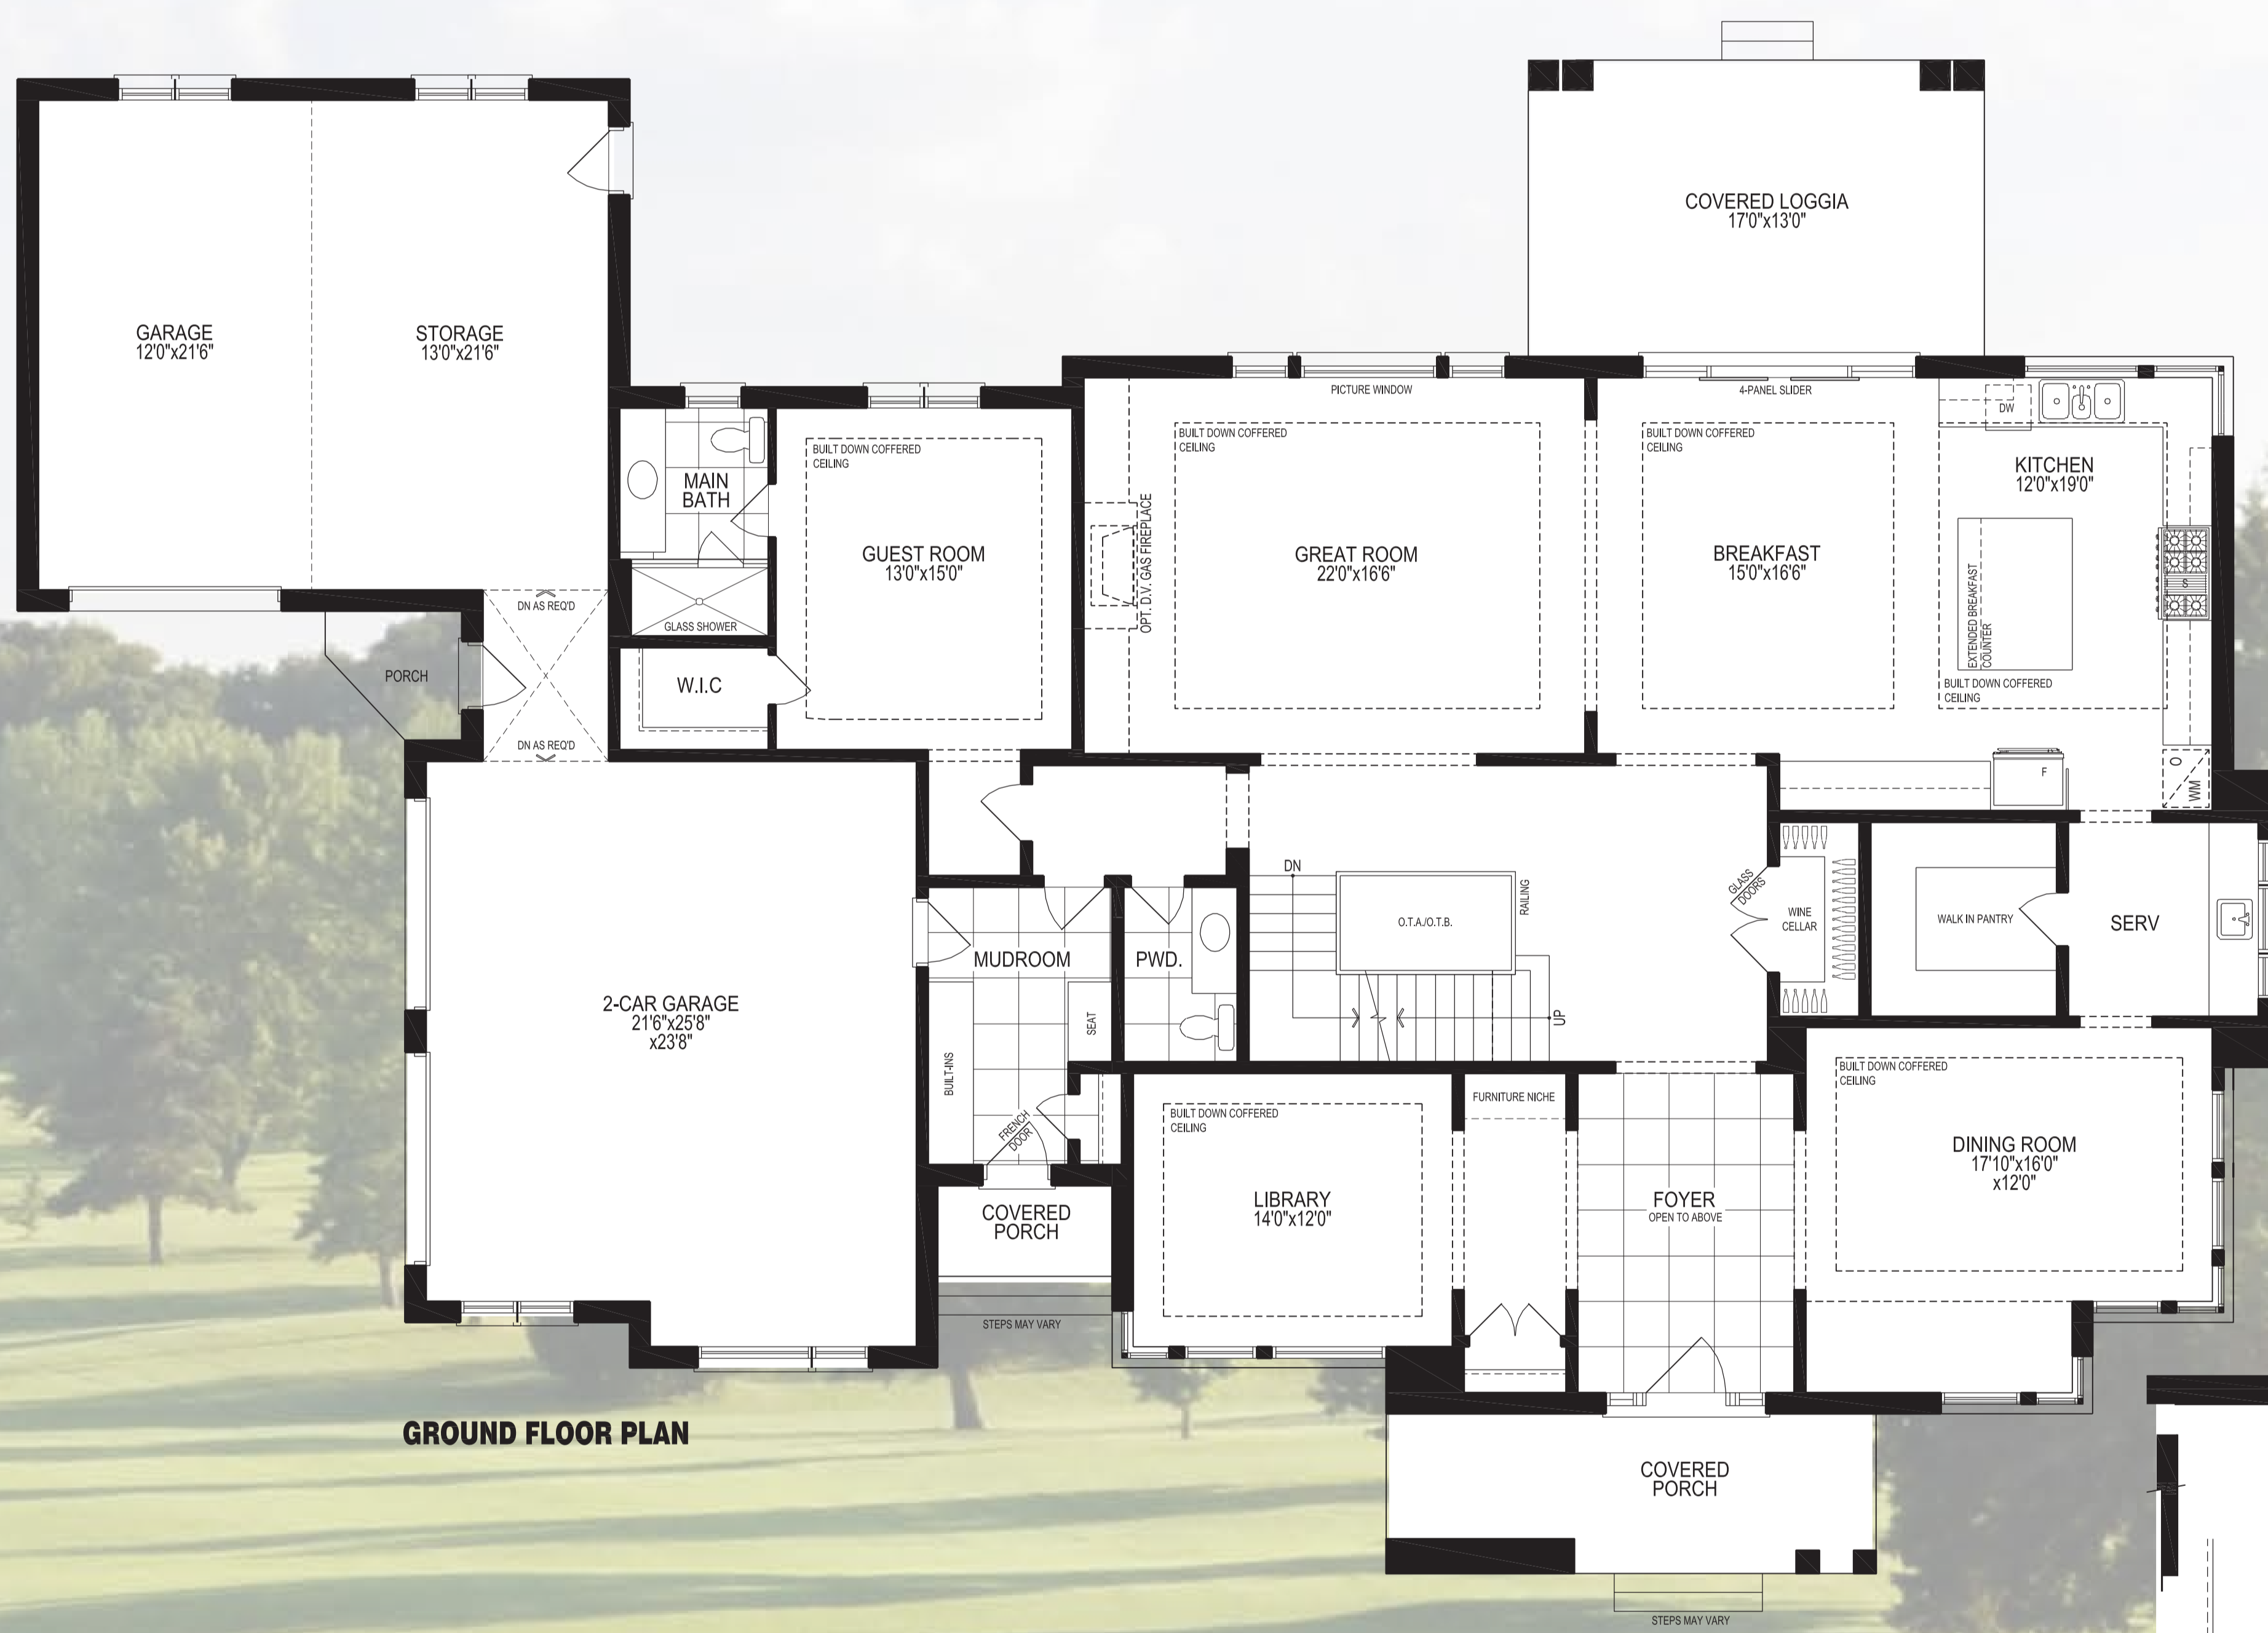 COVERED LOGGIA
17'0"x13'0"
GARAGE
12'0"x21'6"
STORAGE
13'0"x21'6"
PICTURE WINDOW
4-PANEL SLIDER
DW
BUILT DOWN COFFERED
CEILING
BUILT DOWN COFFERED
CEILING
BUILT DOWN COFFERED
CEILING
KITCHEN
12'0"x19'0"
MAIN
BATH
GUEST ROOM
13'0"x15'0"
OPT. D.V. GAS FIREPLACE
GREAT ROOM
22'0"x16'6"
BREAKFAST
15'0"x16'6"
EXTENDED BREAKFAST
COUNTER
S
DN AS REQ'D
GLASS SHOWER
PORCH
W.I.C
BUILT DOWN COFFERED
CEILING
DN AS REQ'D
F
WM
DN
RAILING
O.T.A./O.T.B.
GLASS
DOORS
WINE
CELLAR
WALK IN PANTRY
SERV
MUDROOM
PWD.
2-CAR GARAGE
21'6"x25'8"
x23'8"
SEAT
UP
BUILT-INS
FRENCH
DOOR
BUILT DOWN COFFERED
CEILING
FURNITURE NICHE
BUILT DOWN COFFERED
CEILING
DINING ROOM
17'10"x16'0"
x12'0"
COVERED
PORCH
LIBRARY
14'0"x12'0"
FOYER
OPEN TO ABOVE
STEPS MAY VARY
GROUND FLOOR PLAN
COVERED
PORCH
STEPS MAY VARY